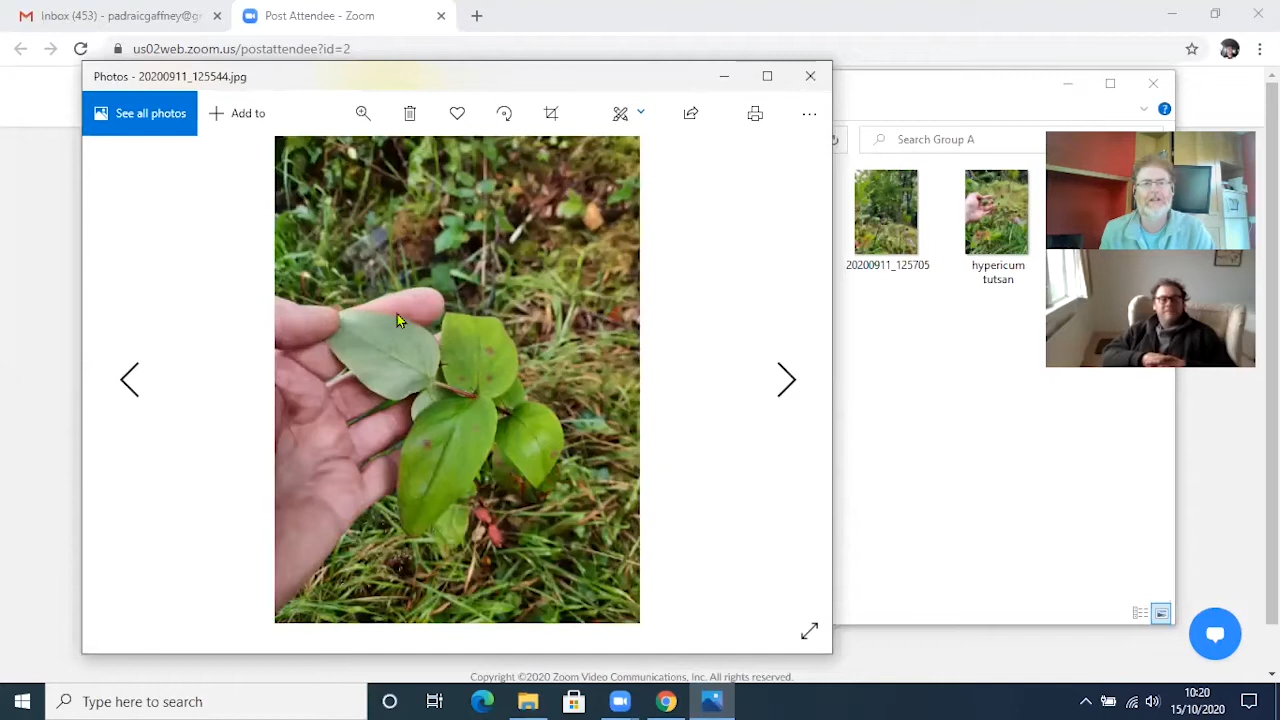 Inbox (453) - padraicgaffney@g
Post Attendee - Zoom
us02web.zoom.us/postattendee?id=2
Photos - 20200911_125544.jpg
See all photos
Add to
Search Group A
20200911_125705
hypericum
tutsan
Copyright ©2020 Zoom Video Communications, Inc. All rights reserved.
Type here to search
10:20
15/10/2020